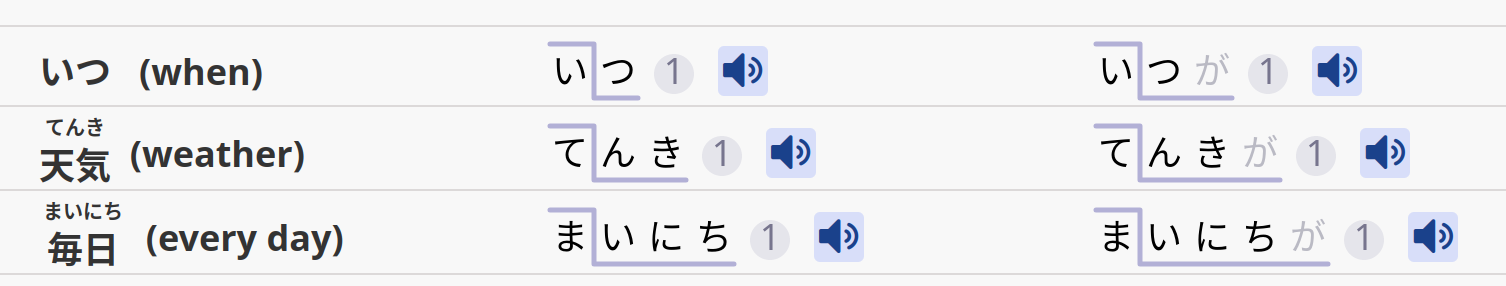 いつ (when) いつ 1 いつが 1
てんき
天気 (weather) てんき 1 てんきが 1
まいにち
毎日 (every day) まいにち 1 まいにちが 1